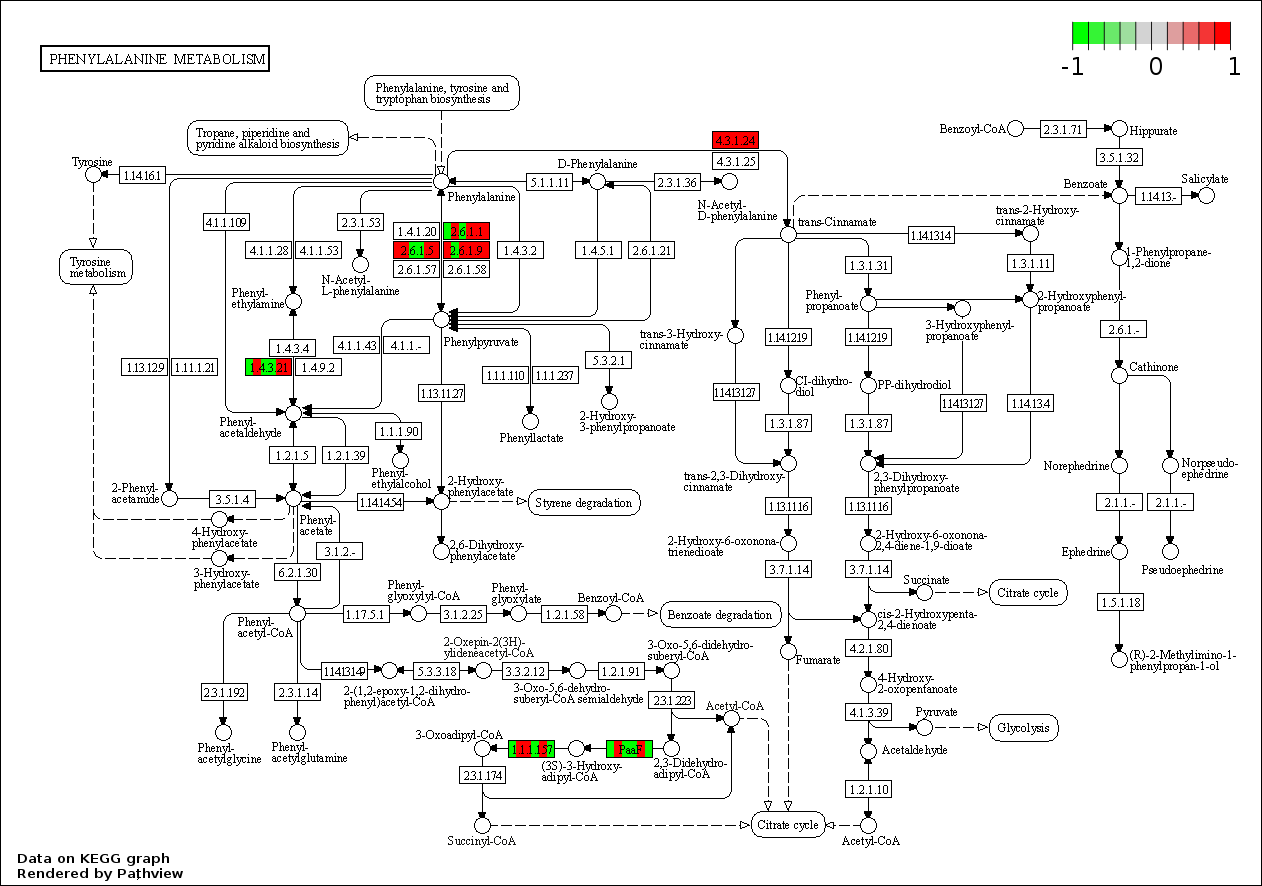 -1 0 1
PHENYLALANINE METABOLISM
Phenylalanine, tyrosine and
tryptophan biosynthesis
Tropane, piperidine and
pyridine alkaloid biosynthesis
Benzoyl-CoA
2.3.1.71
Hippurate
4.3.1.24
4.3.1.25
3.5.1.32
Tyrosine
1.14.16.1
D-Phenylalanine
5.1.1.11
2.3.1.36
Phenylalanine
N-Acetyl-
D-phenylalanine
Benzoate
1.14.13.-
Salicylate
trans-Cinnamate
trans-2-Hydroxy-
cinnamate
1.14.13.14
4.1.1.109
2.3.1.53
1.4.1.20
2.6.1.1
4.1.1.28
4.1.1.53
2.6.1.5
2.6.1.9
1.4.3.2
1.4.5.1
2.6.1.21
2.6.1.57
2.6.1.58
Tyrosine
metabolism
N-Acetyl-
L-phenylalanine
1.3.1.31
1.3.1.11
1-Phenylpropane-
1,2-dione
Phenyl-
ethylamine
Phenyl-
propanoate
2-Hydroxyphenyl-
propanoate
3-Hydroxyphenyl-
propanoate
2.6.1.-
Phenylpyruvate
trans-3-Hydroxy-
cinnamate
1.14.12.19
1.14.12.19
1.4.3.4
4.1.1.43
4.1.1.-
5.3.2.1
1.13.12.9
1.11.1.21
1.4.3.21
1.4.9.2
1.1.1.110
1.1.1.237
Cathinone
1.13.11.27
CI-dihydro-
diol
PP-dihydrodiol
1.14.13.127
1.14.13.127
1.14.13.4
Phenyl-
acetaldehyde
1.1.1.90
Phenyllactate
2-Hydroxy-
3-phenylpropanoate
1.3.1.87
1.3.1.87
1.2.1.5
1.2.1.39
Phenyl-
ethylalcohol
trans-2,3-Dihydroxy-
cinnamate
2,3-Dihydroxy-
phenylpropanoate
Norephedrine
Norpseudo-
ephedrine
2-Phenyl-
acetamide
3.5.1.4
Phenyl-
acetate
1.14.14.54
2-Hydroxy-
phenylacetate
Styrene degradation
1.13.11.16
1.13.11.16
2.1.1.-
2.1.1.-
4-Hydroxy-
phenylacetate
3-Hydroxy-
phenylacetate
3.1.2.-
2,6-Dihydroxy-
phenylacetate
2-Hydroxy-6-oxonona-
trienedioate
2-Hydroxy-6-oxonona-
2,4-diene-1,9-dioate
Ephedrine
Pseudoephedrine
6.2.1.30
3.7.1.14
3.7.1.14
Succinate
Citrate cycle
Phenyl-
acetyl-CoA
1.17.5.1
Phenyl-
glyoxylyl-CoA
3.1.2.25
Phenyl-
glyoxylate
1.2.1.58
Benzoyl-CoA
Benzoate degradation
cis-2-Hydroxypenta-
2,4-dienoate
1.5.1.18
4.2.1.80
Fumarate
(R)-2-Methylimino-1-
phenylpropan-1-ol
1.14.13.149
2-Oxepin-2(3H)-
ylideneacetyl-CoA
5.3.3.18
3.3.2.12
1.2.1.91
3-Oxo-5,6-didehydro-
suberyl-CoA
2-(1,2-epoxy-1,2-dihydro-
phenyl)acetyl-CoA
3-Oxo-5,6-dehydro-
suberyl-CoA semialdehyde
2.3.1.223
4-Hydroxy-
2-oxopentanoate
2.3.1.192
2.3.1.14
Acetyl-CoA
4.1.3.39
Pyruvate
Glycolysis
Phenyl-
acetylglycine
Phenyl-
acetylglutamine
3-Oxoadipyl-CoA
1.1.1.157
PaaF
(3S)-3-Hydroxy-
adipyl-CoA
2,3-Didehydro-
adipyl-CoA
Acetaldehyde
2.3.1.174
1.2.1.10
Succinyl-CoA
Citrate cycle
Acetyl-CoA
Data on KEGG graph
Rendered by Pathview